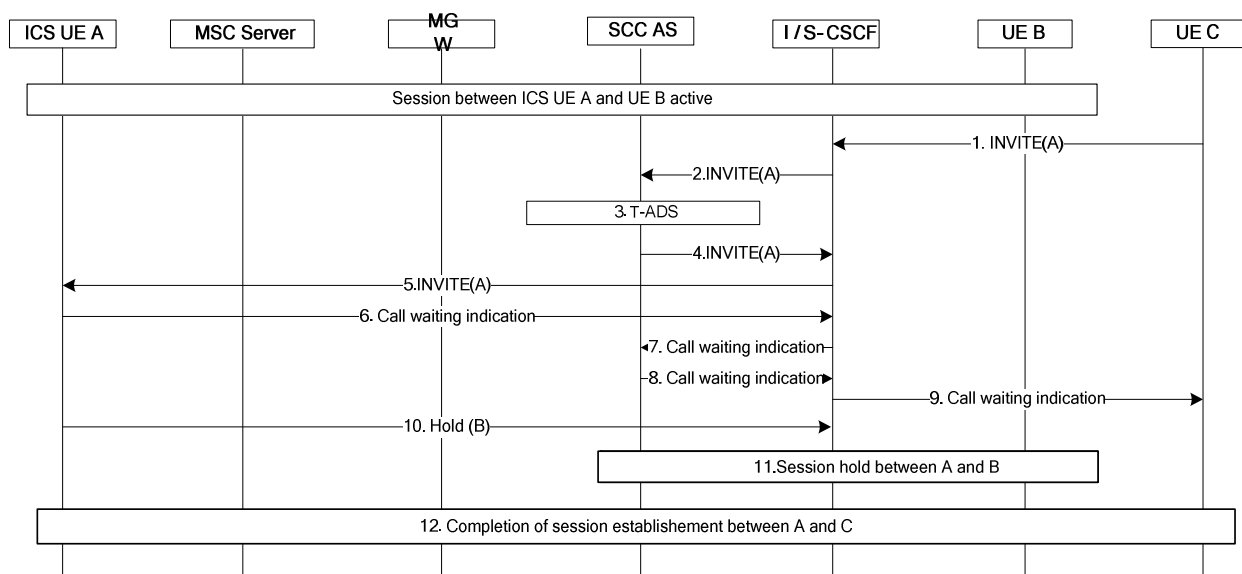 ICS UE A
MSC Server
MG
W
SCC AS
I / S-CSCF
UE B
UE C
Session between ICS UE A and UE B active
1. INVITE(A)
2.INVITE(A)
3. T-ADS
4.INVITE(A)
5.INVITE(A)
6. Call waiting indication
7. Call waiting indication
8. Call waiting indication
9. Call waiting indication
10. Hold (B)
11.Session hold between A and B
12. Completion of session establishement between A and C